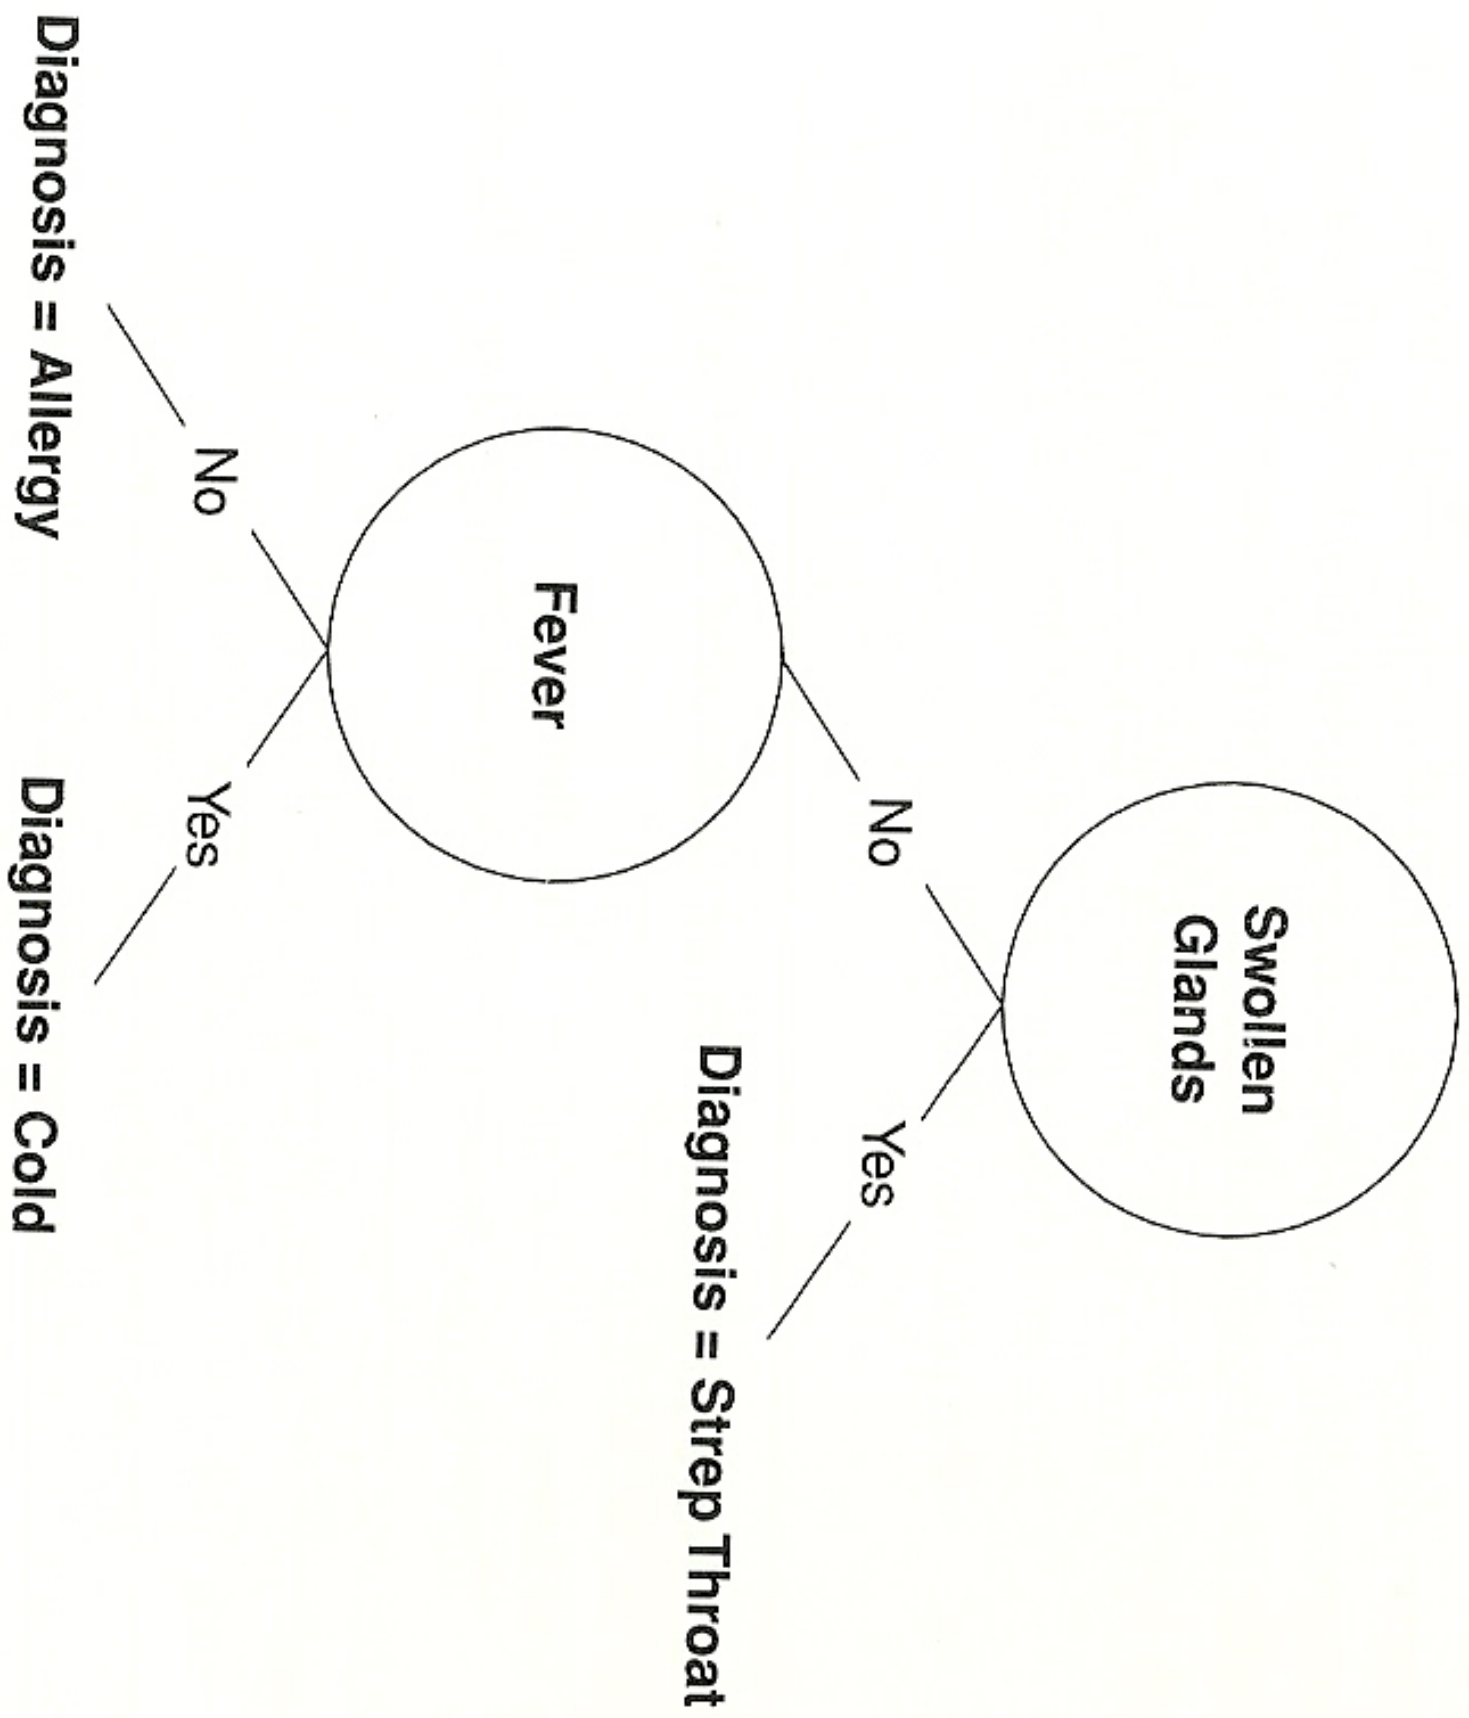 Swollen
Glands
No
Yes
Fever
Diagnosis = Strep Throat
No
Yes
Diagnosis = Allergy
Diagnosis = Cold